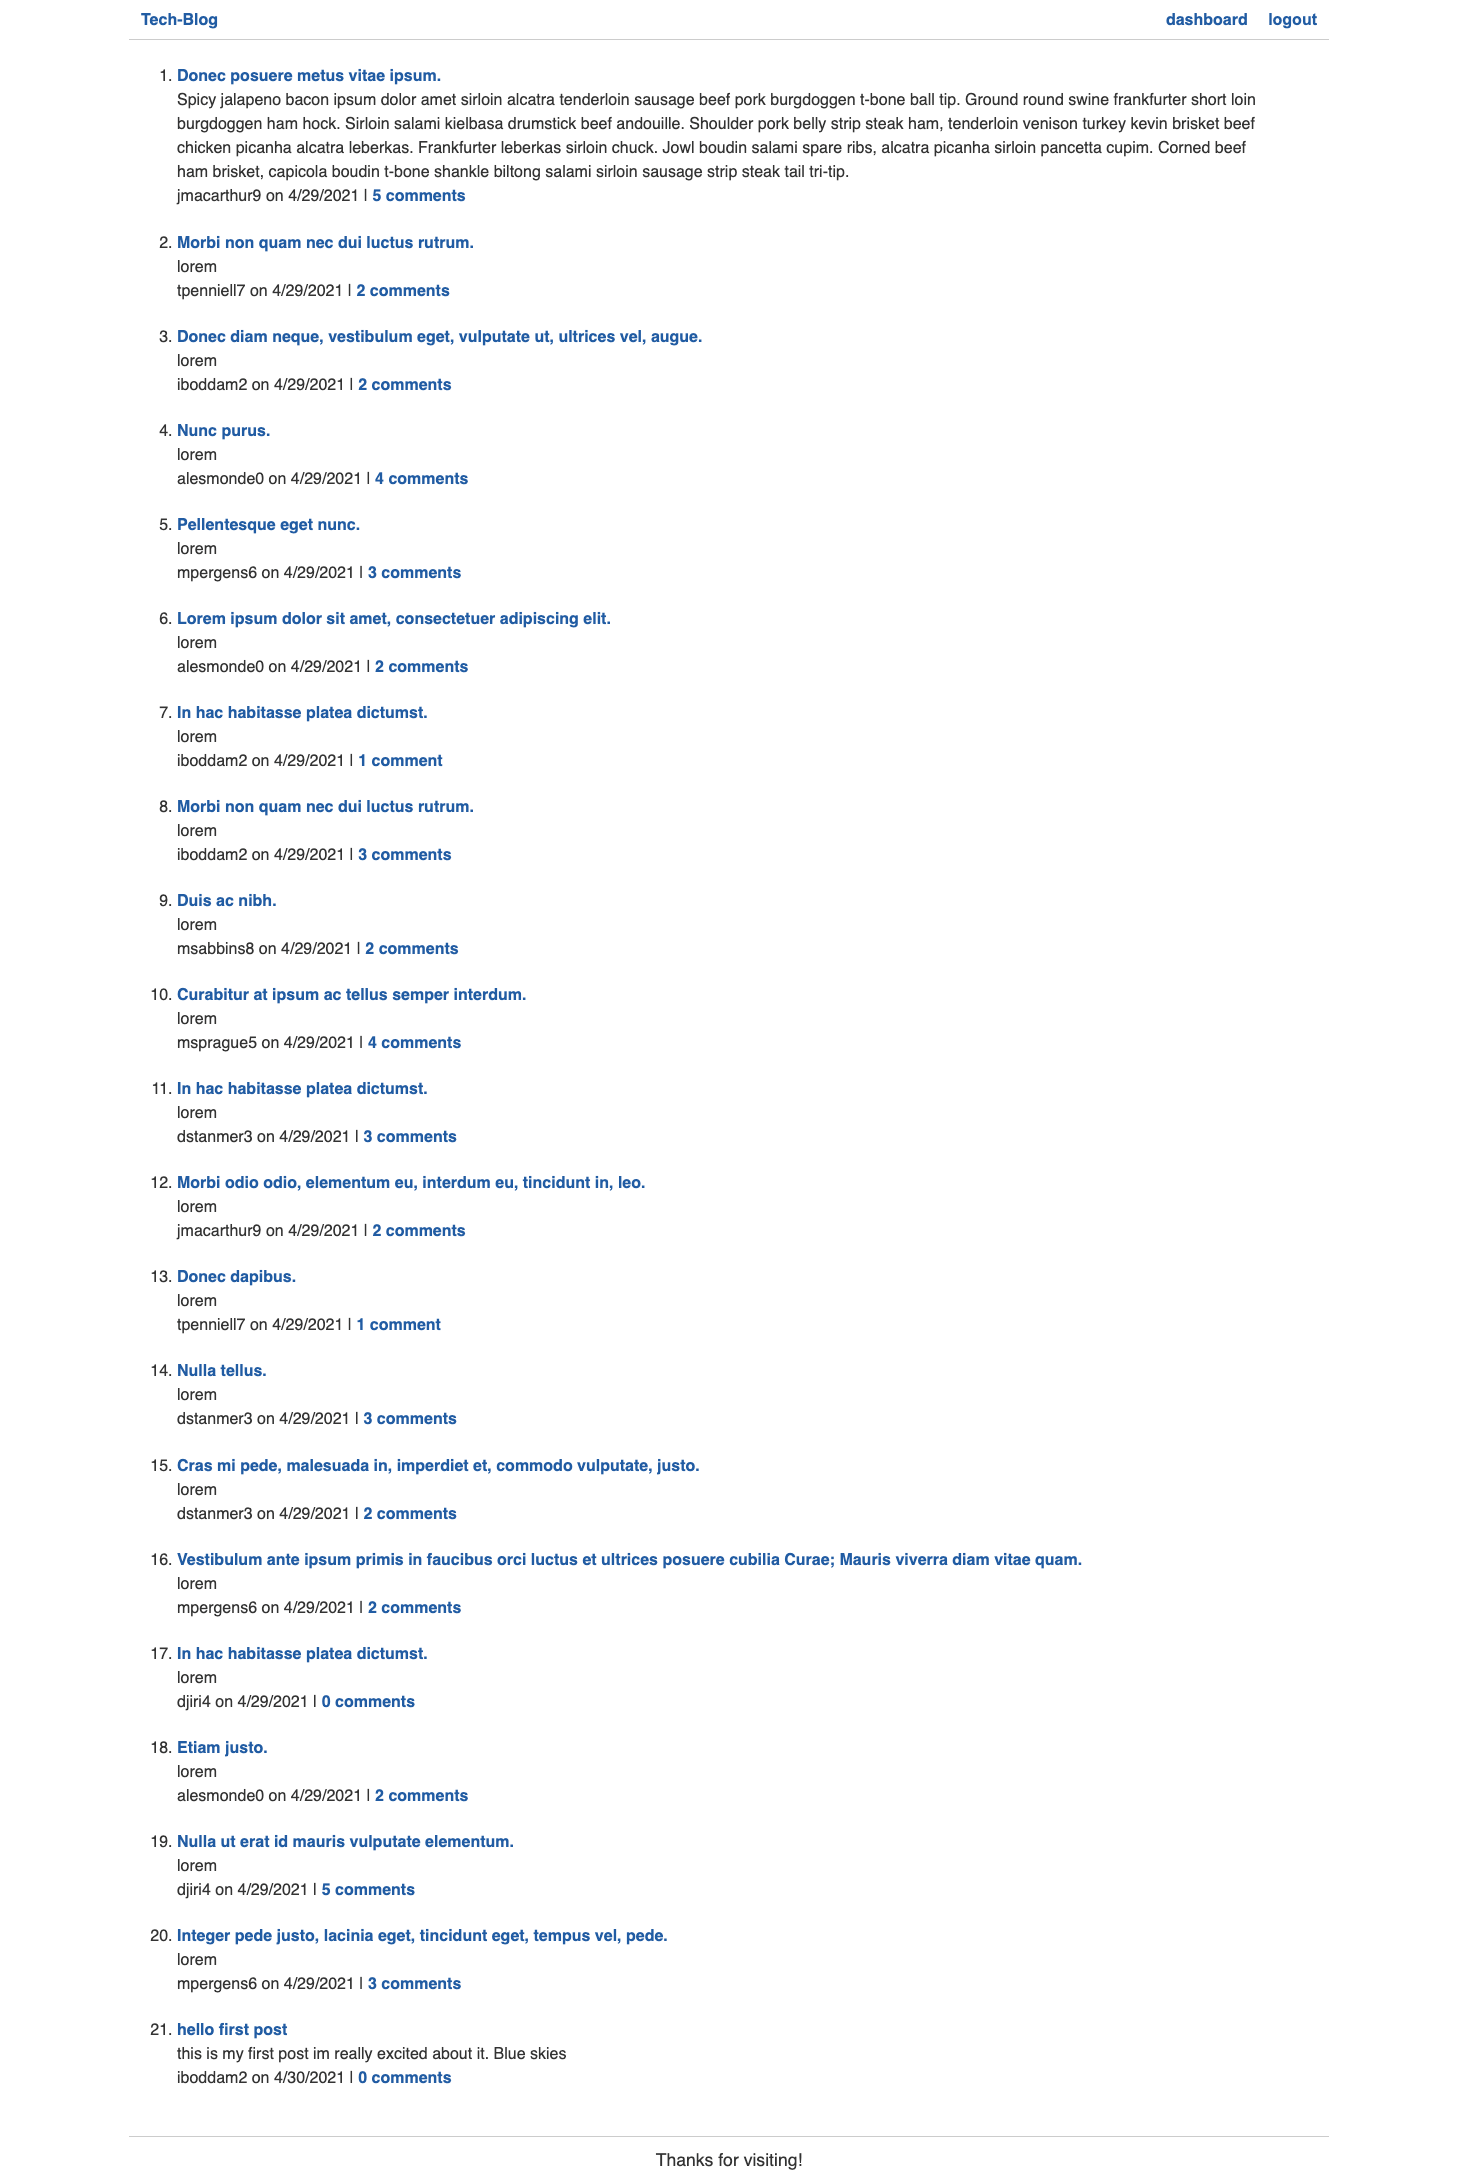 Tech-Blog dashboard logout
1. Donec posuere metus vitae ipsum.
Spicy jalapeno bacon ipsum dolor amet sirloin alcatra tenderloin sausage beef pork burgdoggen t-bone ball tip. Ground round swine frankfurter short loin
burgdoggen ham hock. Sirloin salami kielbasa drumstick beef andouille. Shoulder pork belly strip steak ham, tenderloin venison turkey kevin brisket beef
chicken picanha alcatra leberkas. Frankfurter leberkas sirloin chuck. Jowl boudin salami spare ribs, alcatra picanha sirloin pancetta cupim. Corned beef
ham brisket, capicola boudin t-bone shankle biltong salami sirloin sausage strip steak tail tri-tip.
jmacarthur9 on 4/29/2021 | 5 comments
2. Morbi non quam nec dui luctus rutrum.
lorem
tpenniell7 on 4/29/2021 | 2 comments
3. Donec diam neque, vestibulum eget, vulputate ut, ultrices vel, augue.
lorem
iboddam2 on 4/29/2021 | 2 comments
4. Nunc purus.
lorem
alesmonde0 on 4/29/2021 | 4 comments
5. Pellentesque eget nunc.
lorem
mpergens6 on 4/29/2021 | 3 comments
6. Lorem ipsum dolor sit amet, consectetuer adipiscing elit.
lorem
alesmonde0 on 4/29/2021 | 2 comments
7. In hac habitasse platea dictumst.
lorem
iboddam2 on 4/29/2021 | 1 comment
8. Morbi non quam nec dui luctus rutrum.
lorem
iboddam2 on 4/29/2021 | 3 comments
9. Duis ac nibh.
lorem
msabbins8 on 4/29/2021 | 2 comments
10. Curabitur at ipsum ac tellus semper interdum.
lorem
msprague5 on 4/29/2021 | 4 comments
11. In hac habitasse platea dictumst.
lorem
dstanmer3 on 4/29/2021 | 3 comments
12. Morbi odio odio, elementum eu, interdum eu, tincidunt in, leo.
lorem
jmacarthur9 on 4/29/2021 | 2 comments
13. Donec dapibus.
lorem
tpenniell7 on 4/29/2021 | 1 comment
14. Nulla tellus.
lorem
dstanmer3 on 4/29/2021 | 3 comments
15. Cras mi pede, malesuada in, imperdiet et, commodo vulputate, justo.
lorem
dstanmer3 on 4/29/2021 | 2 comments
16. Vestibulum ante ipsum primis in faucibus orci luctus et ultrices posuere cubilia Curae; Mauris viverra diam vitae quam.
lorem
mpergens6 on 4/29/2021 | 2 comments
17. In hac habitasse platea dictumst.
lorem
djiri4 on 4/29/2021 | 0 comments
18. Etiam justo.
lorem
alesmonde0 on 4/29/2021 | 2 comments
19. Nulla ut erat id mauris vulputate elementum.
lorem
djiri4 on 4/29/2021 | 5 comments
20. Integer pede justo, lacinia eget, tincidunt eget, tempus vel, pede.
lorem
mpergens6 on 4/29/2021 | 3 comments
21. hello first post
this is my first post im really excited about it. Blue skies
iboddam2 on 4/30/2021 | 0 comments
Thanks for visiting!